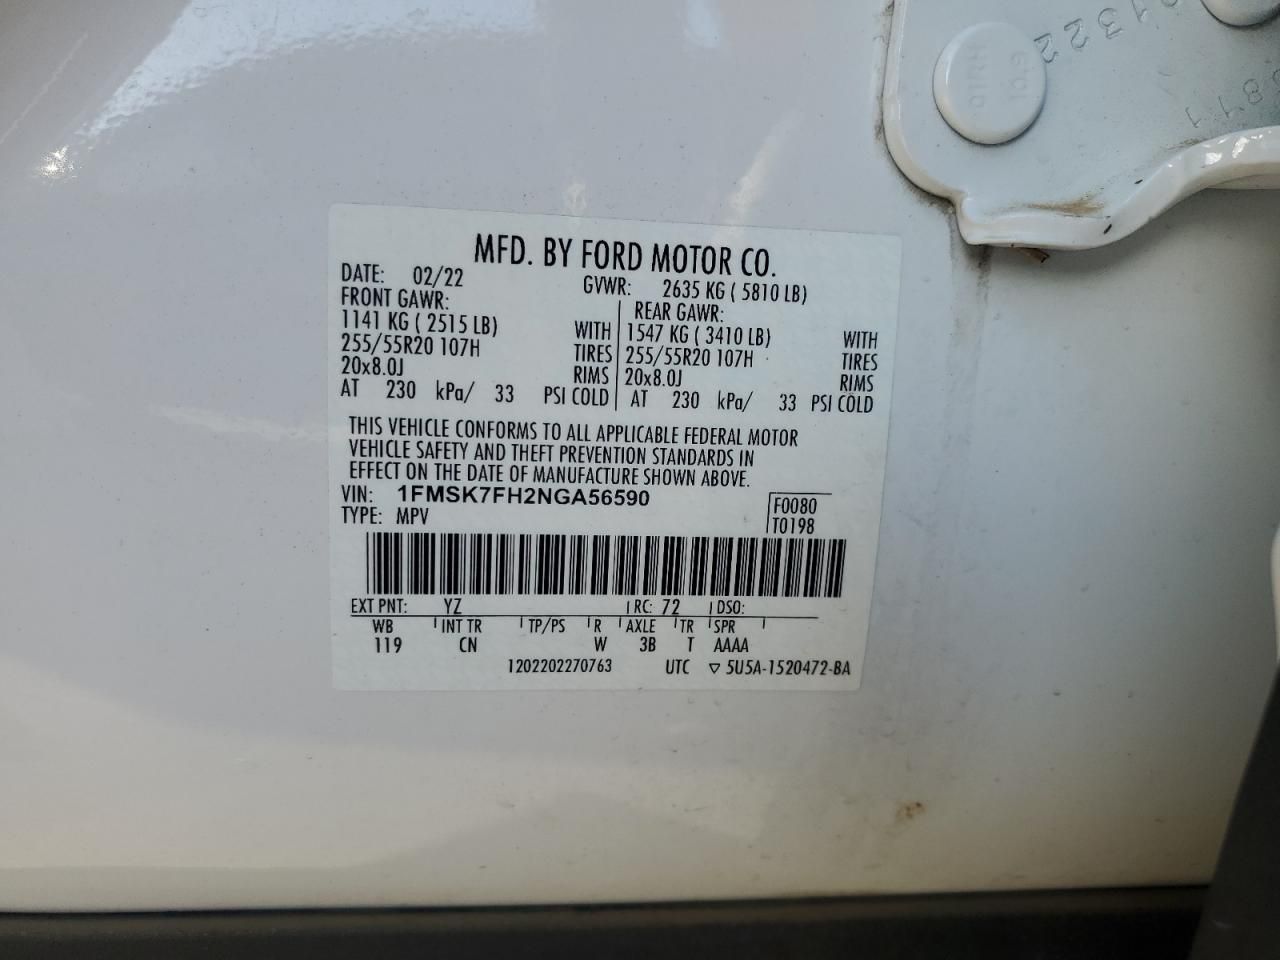 MFD. BY FORD MOTOR CO.
DATE: 02/22 GVWR: 2635 KG ( 5810 LB)
FRONT GAWR: REAR GAWR:
1141 KG ( 2515 LB) WITH 1547 KG ( 3410 LB) WITH
255/55R20 107H TIRES 255/55R20 107H TIRES
20x8.0J RIMS 20x8.0J RIMS
AT 230 kPa/ 33 PSI COLD AT 230 kPa/ 33 PSI COLD
THIS VEHICLE CONFORMS TO ALL APPLICABLE FEDERAL MOTOR
VEHICLE SAFETY AND THEFT PREVENTION STANDARDS IN
EFFECT ON THE DATE OF MANUFACTURE SHOWN ABOVE.
VIN: 1FMSK7FH2NGA56590 F0080
TYPE: MPV T0198
EXT PNT: YZ RC: 72 DSO:
WB INT TR TP/PS R AXLE TR SPR
119 CN W 3B T AAAA
1202202270763 UTC ▽ 5U5A-1520472-BA
10.9